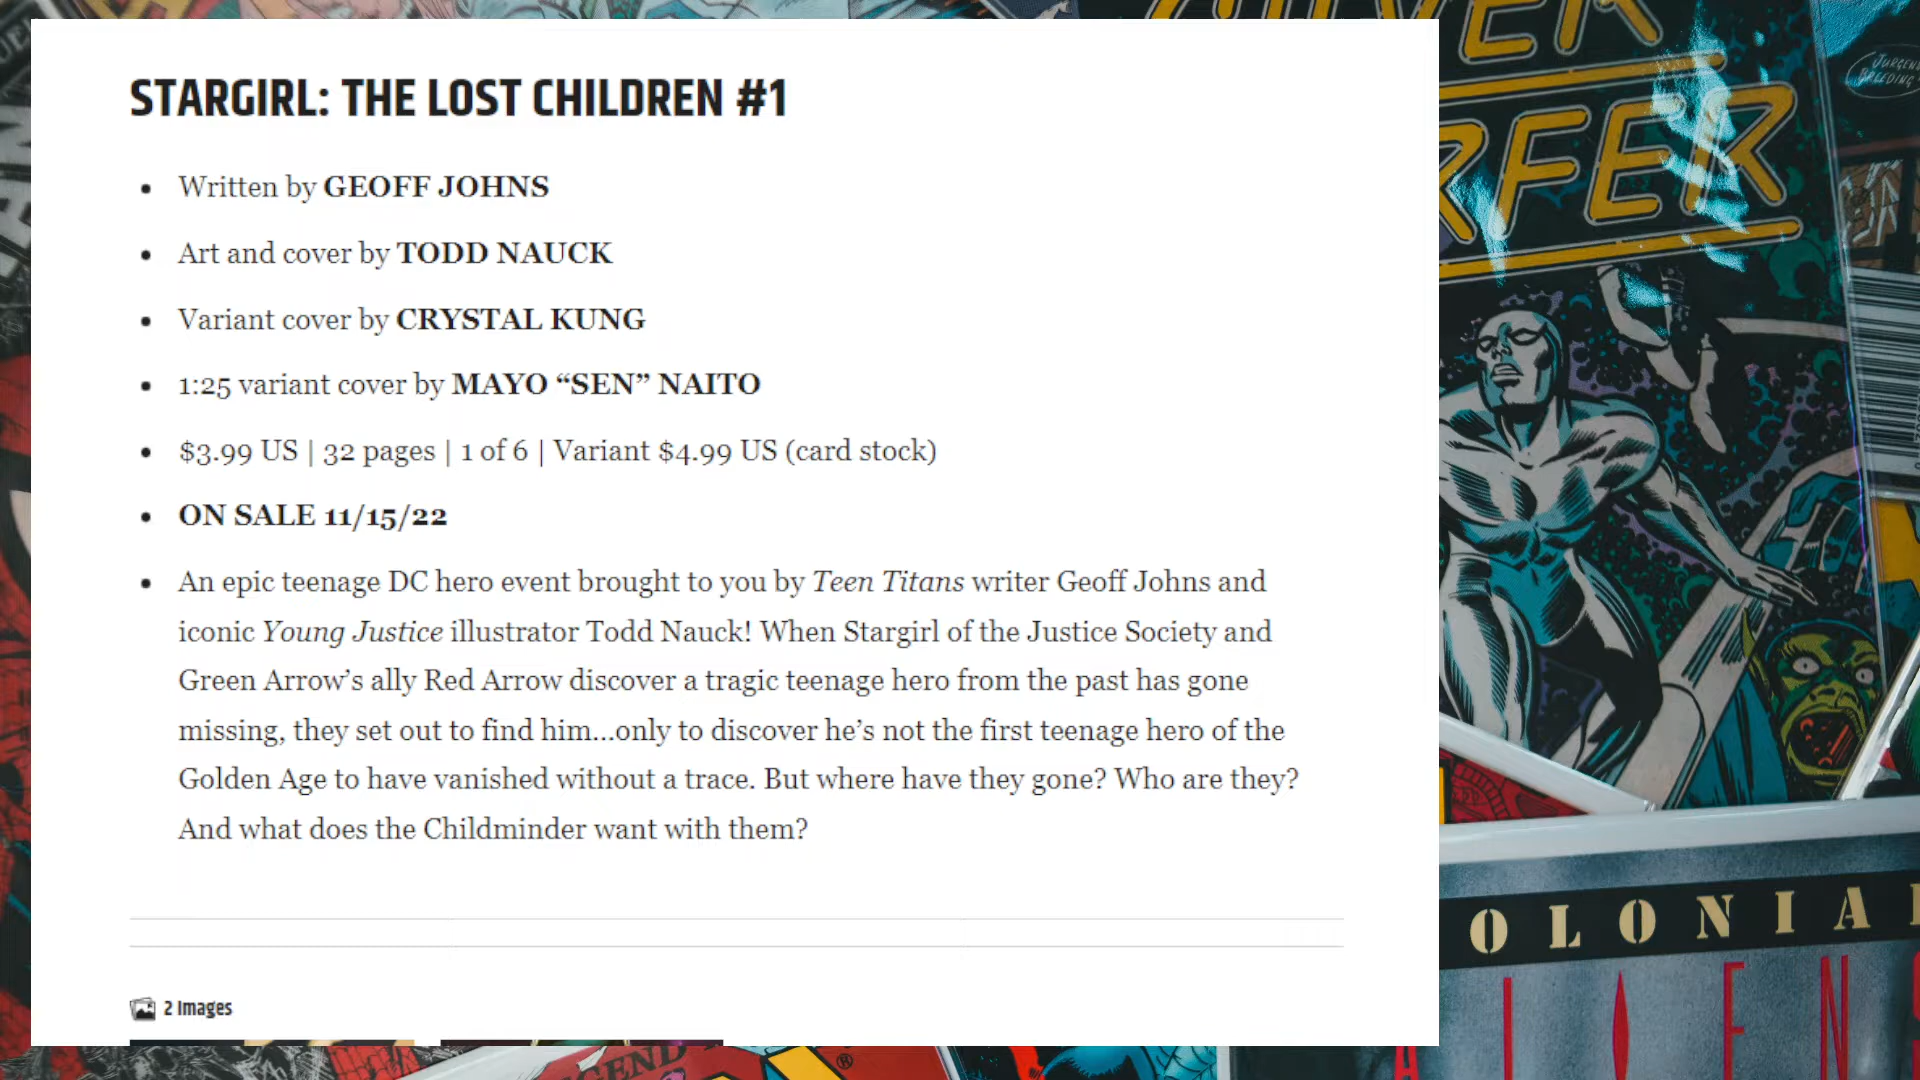 STARGIRL: THE LOST CHILDREN #1
Written by GEOFF JOHNS
Art and cover by TODD NAUCK
Variant cover by CRYSTAL KUNG
1:25 variant cover by MAYO “SEN” NAITO
$3.99 US | 32 pages | 1 of 6 | Variant $4.99 US (card stock)
ON SALE 11/15/22
An epic teenage DC hero event brought to you by Teen Titans writer Geoff Johns and
iconic Young Justice illustrator Todd Nauck! When Stargirl of the Justice Society and
Green Arrow’s ally Red Arrow discover a tragic teenage hero from the past has gone
missing, they set out to find him...only to discover he’s not the first teenage hero of the
Golden Age to have vanished without a trace. But where have they gone? Who are they?
And what does the Childminder want with them?
2 Images
OLONIA